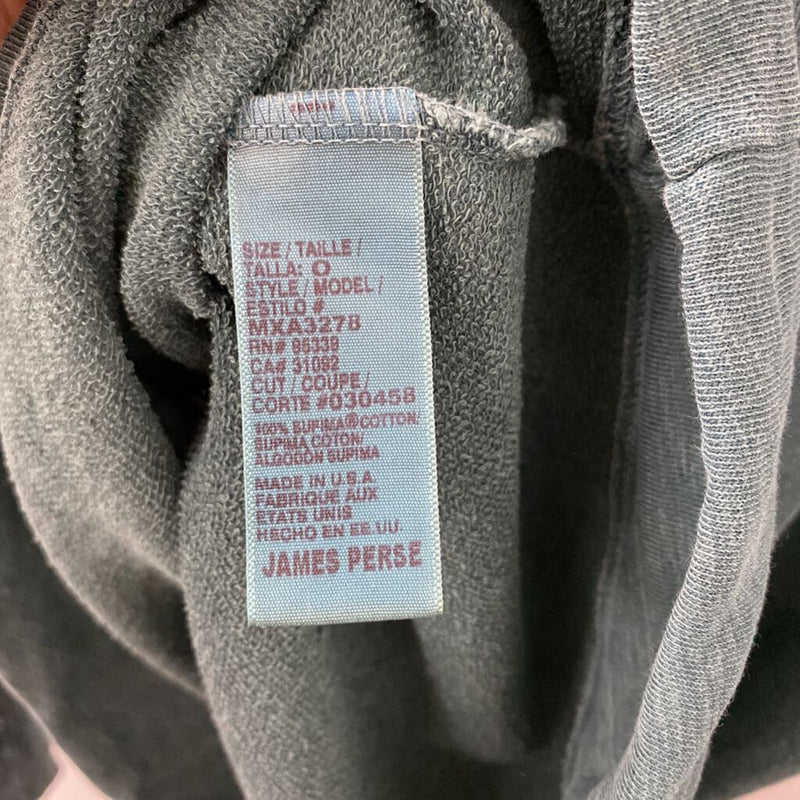 SIZE / TAILLE /
TALLA: O
STYLE / MODEL /
ESTILO #
MXA3278
RN# 96339
CA# 31092
CUT / COUPE /
CORTE #030458
100% SUPIMA® COTTON/
SUPIMA COTON/
ALGODON SUPIMA
MADE IN U.S.A
FABRIQUE AUX
ETATS UNIS
HECHO EN EE UU
JAMES PERSE